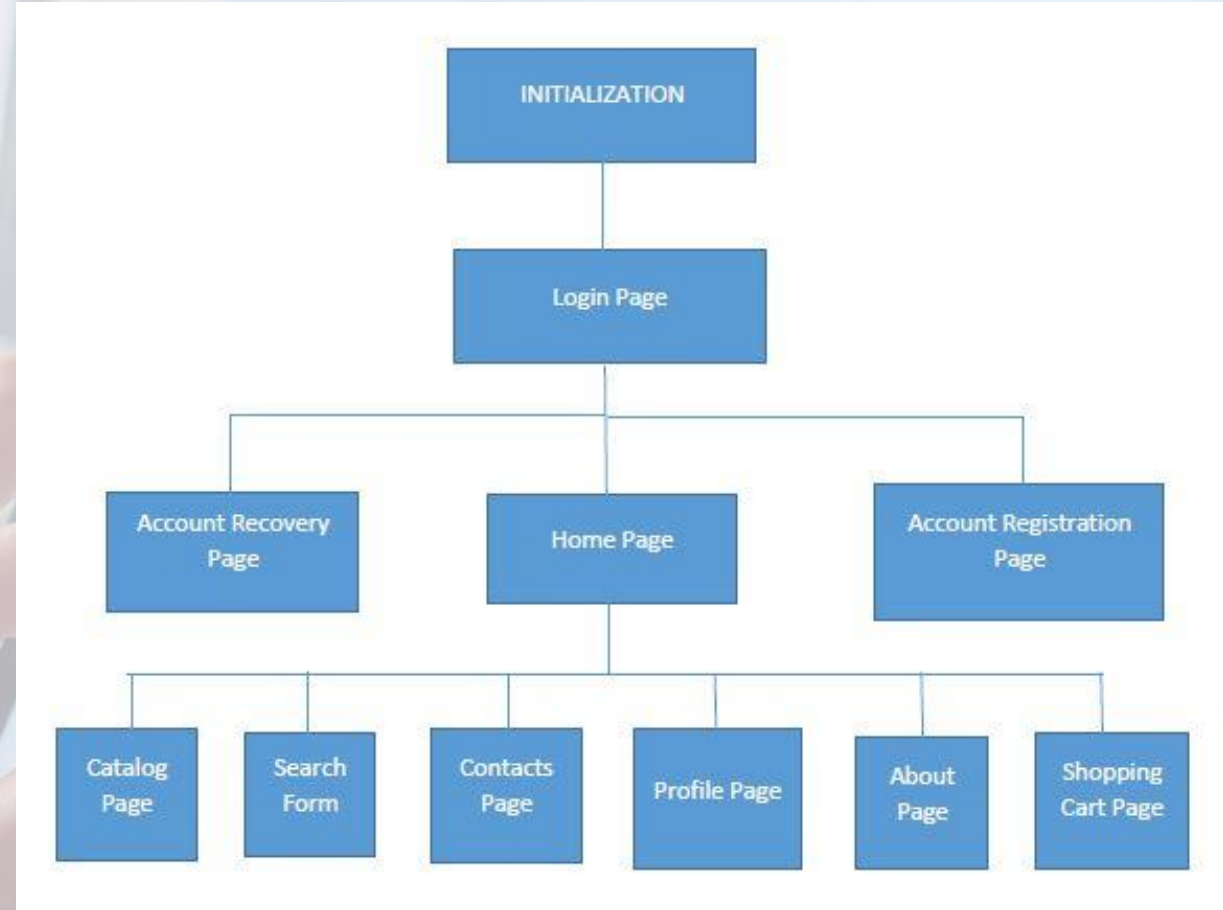 INITIALIZATION
Login Page
Account Recovery
Page
Home Page
Account Registration
Page
Catalog
Page
Search
Form
Contacts
Page
Profile Page
About
Page
Shopping
Cart Page